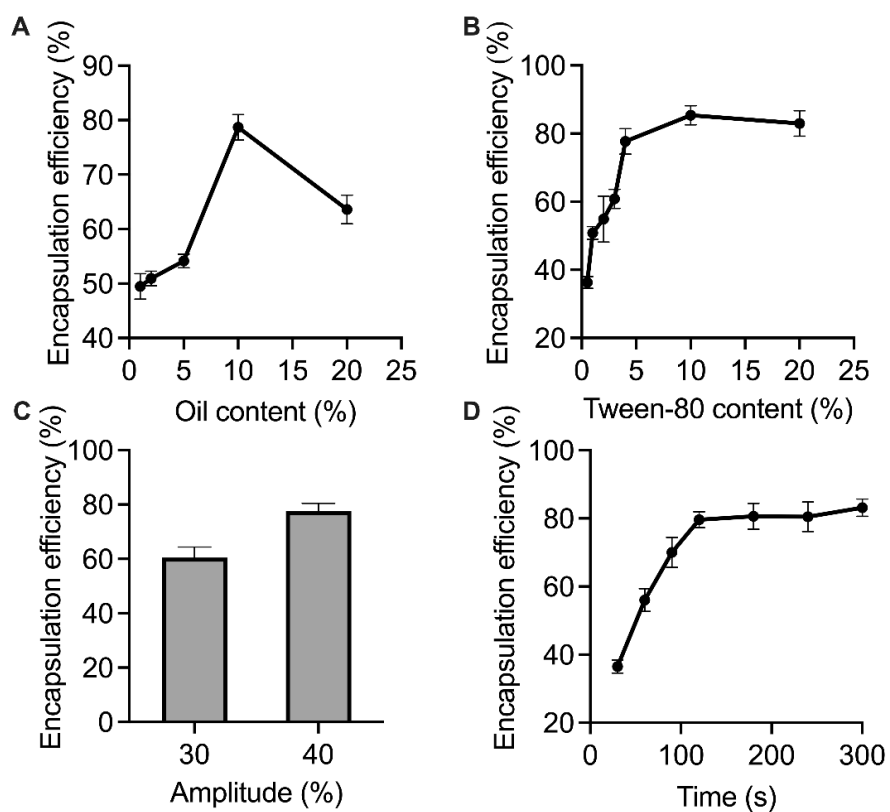 A
Encapsulation efficiency (%)
90
80
70
60
50
40
0 5 10 15 20 25
Oil content (%)
B
Encapsulation efficiency (%)
100
80
60
40
20
0 5 10 15 20 25
Tween-80 content (%)
C
Encapsulation efficiency (%)
100
80
60
40
20
0
30 40
Amplitude (%)
D
Encapsulation efficiency (%)
100
80
60
40
20
0 100 200 300
Time (s)